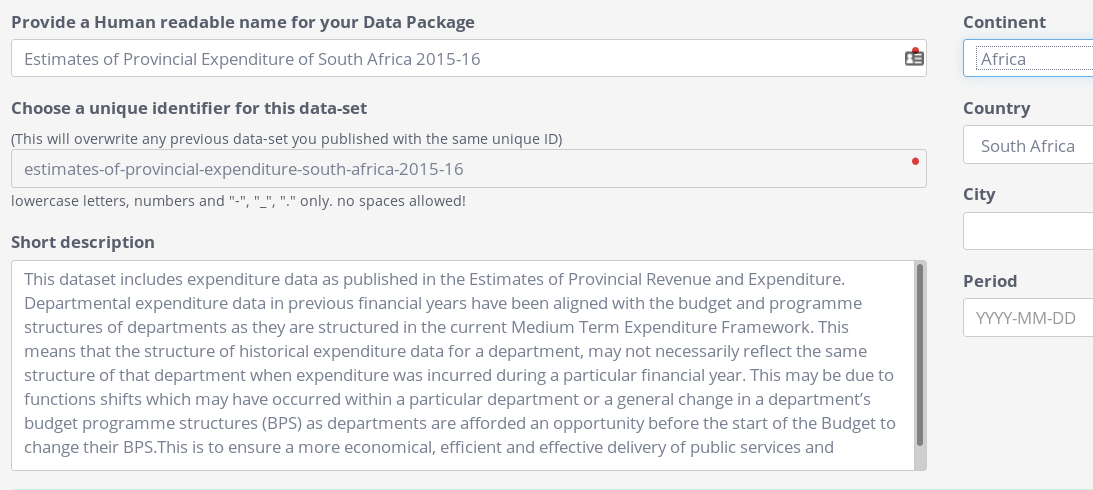 Provide a Human readable name for your Data Package
Estimates of Provincial Expenditure of South Africa 2015-16
Choose a unique identifier for this data-set
(This will overwrite any previous data-set you published with the same unique ID)
estimates-of-provincial-expenditure-south-africa-2015-16
lowercase letters, numbers and "-", "_", "." only. no spaces allowed!
Short description
This dataset includes expenditure data as published in the Estimates of Provincial Revenue and Expenditure.
Departmental expenditure data in previous financial years have been aligned with the budget and programme
structures of departments as they are structured in the current Medium Term Expenditure Framework. This
means that the structure of historical expenditure data for a department, may not necessarily reflect the same
structure of that department when expenditure was incurred during a particular financial year. This may be due to
functions shifts which may have occurred within a particular department or a general change in a department’s
budget programme structures (BPS) as departments are afforded an opportunity before the start of the Budget to
change their BPS.This is to ensure a more economical, efficient and effective delivery of public services and
Continent
Africa
Country
South Africa
City
Period
YYYY-MM-DD